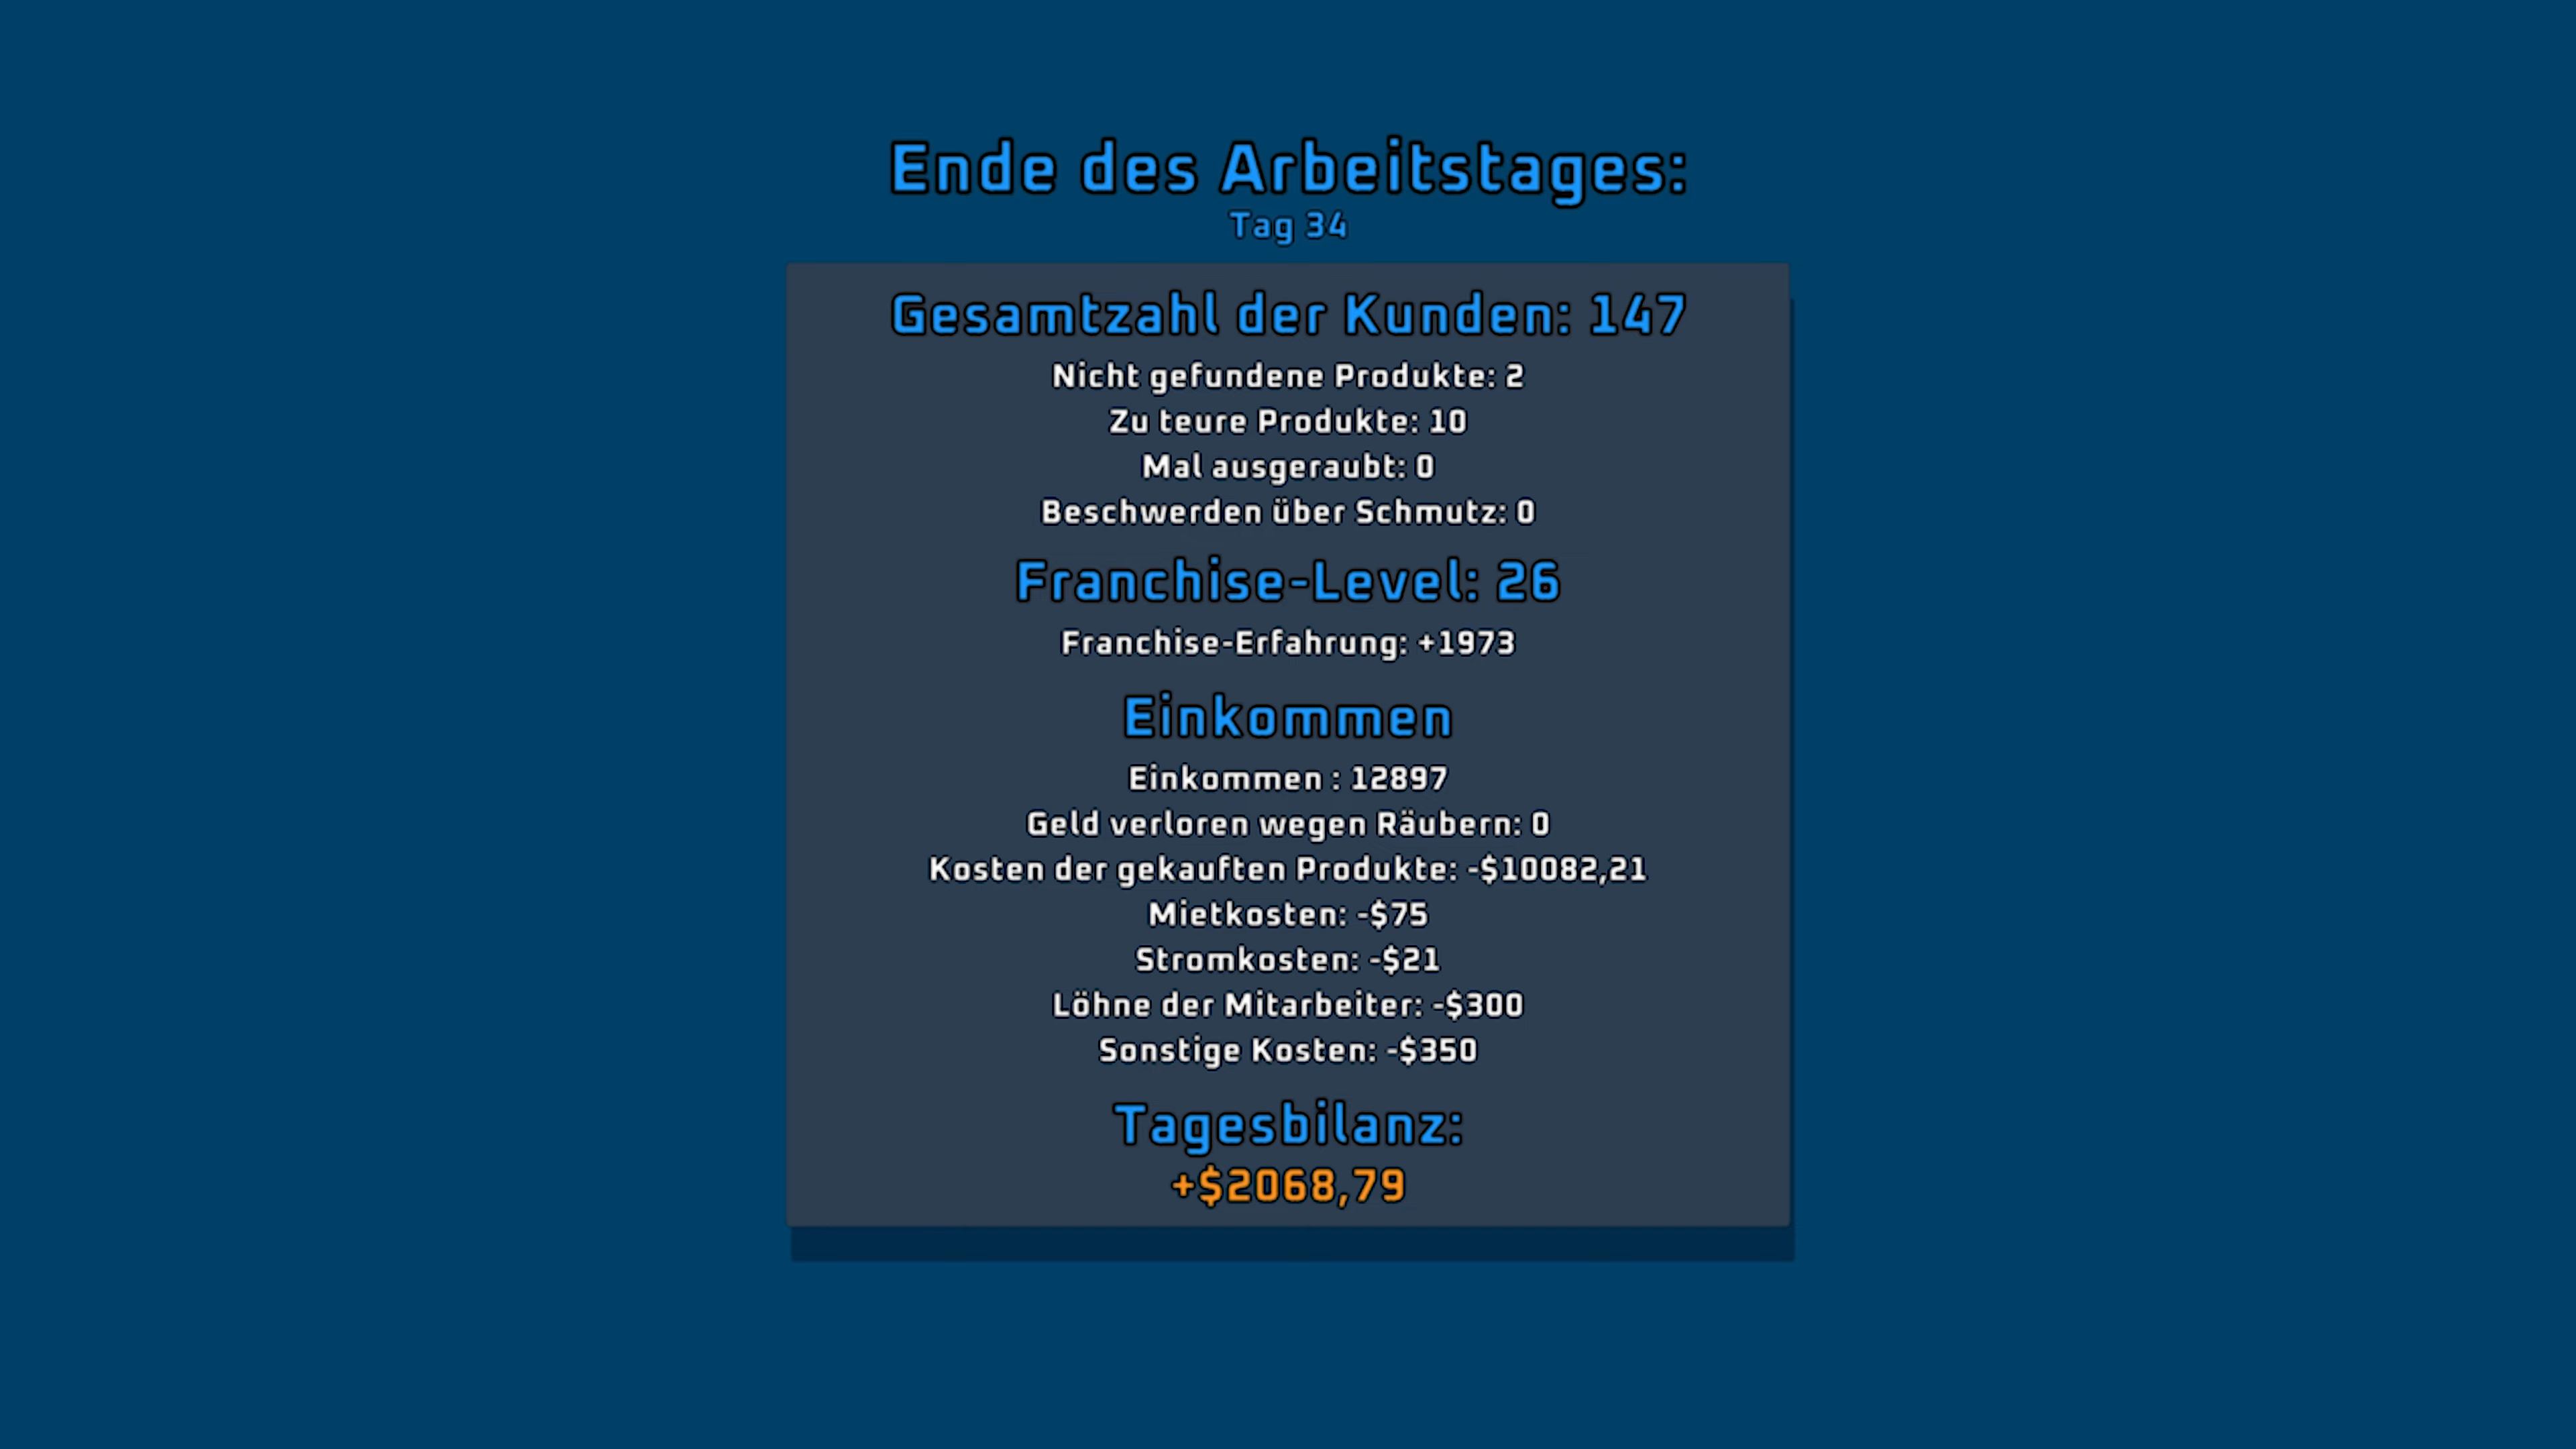 Ende des Arbeitstages:
Tag 34
Gesamtzahl der Kunden: 147
Nicht gefundene Produkte: 2
Zu teure Produkte: 10
Mal ausgeraubt: 0
Beschwerden über Schmutz: 0
Franchise-Level: 26
Franchise-Erfahrung: +1973
Einkommen
Einkommen : 12897
Geld verloren wegen Räubern: 0
Kosten der gekauften Produkte: -$10082,21
Mietkosten: -$75
Stromkosten: -$21
Löhne der Mitarbeiter: -$300
Sonstige Kosten: -$350
Tagesbilanz:
+$2068,79